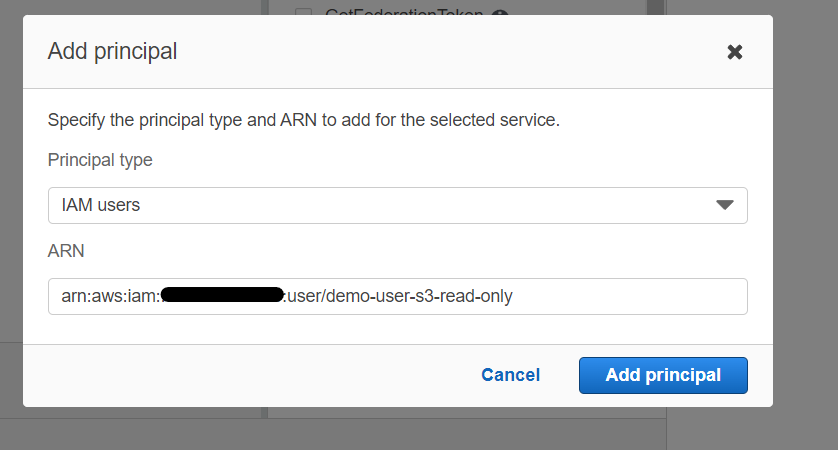 GetFederationToken
Add principal
Specify the principal type and ARN to add for the selected service.
Principal type
IAM users
ARN
arn:aws:iam: :user/demo-user-s3-read-only
Cancel Add principal